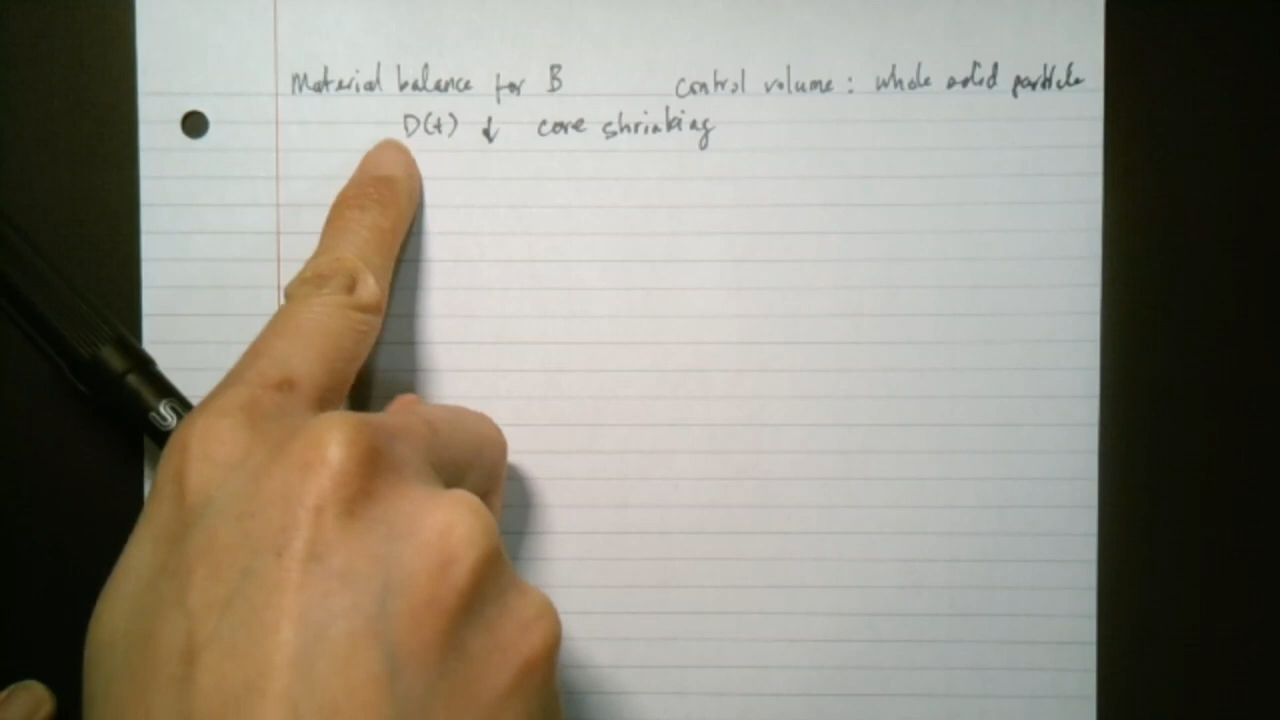 Material balance for B control volume : whole solid particle
D(t) ↓ core shrinking